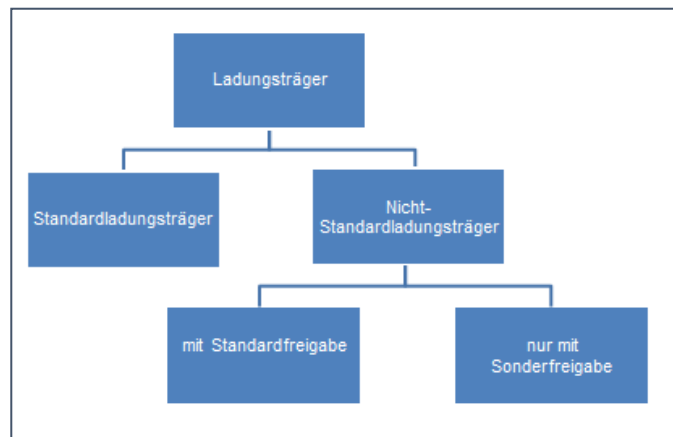 Ladungsträger
Standardladungsträger
Nicht-
Standardladungsträger
mit Standardfreigabe
nur mit
Sonderfreigabe